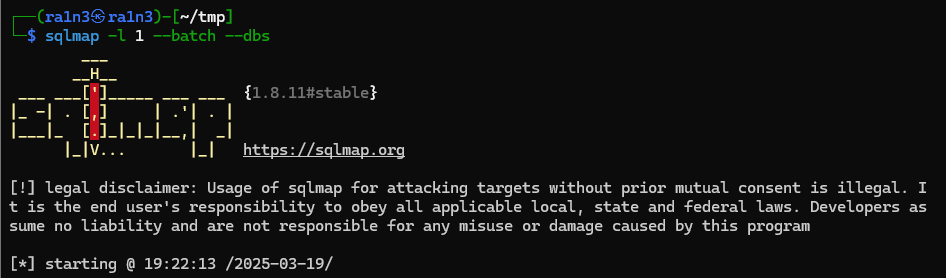 ┌──(ra1n3㉿ra1n3)-[~/tmp]
└─$ sqlmap -l 1 --batch --dbs
        ___
       __H__
 ___ ___[']_____ ___ ___  {1.8.11#stable}
|_ -| . [,]     | .'| . |
|___|_  [.]_|_|_|__,|  _|
      |_|V...       |_|   https://sqlmap.org
[!] legal disclaimer: Usage of sqlmap for attacking targets without prior mutual consent is illegal. I
t is the end user's responsibility to obey all applicable local, state and federal laws. Developers as
sume no liability and are not responsible for any misuse or damage caused by this program
[*] starting @ 19:22:13 /2025-03-19/